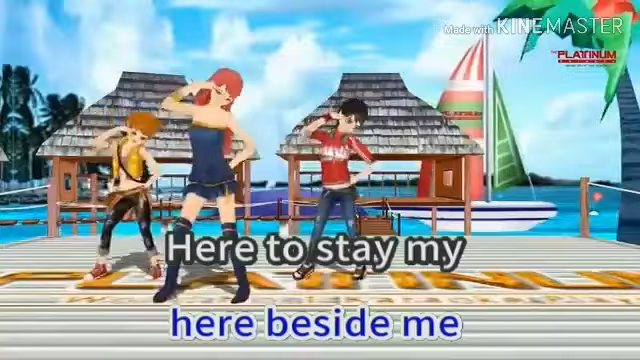 Made with KINEMASTER
PLATINUM
Here to stay my
here beside me